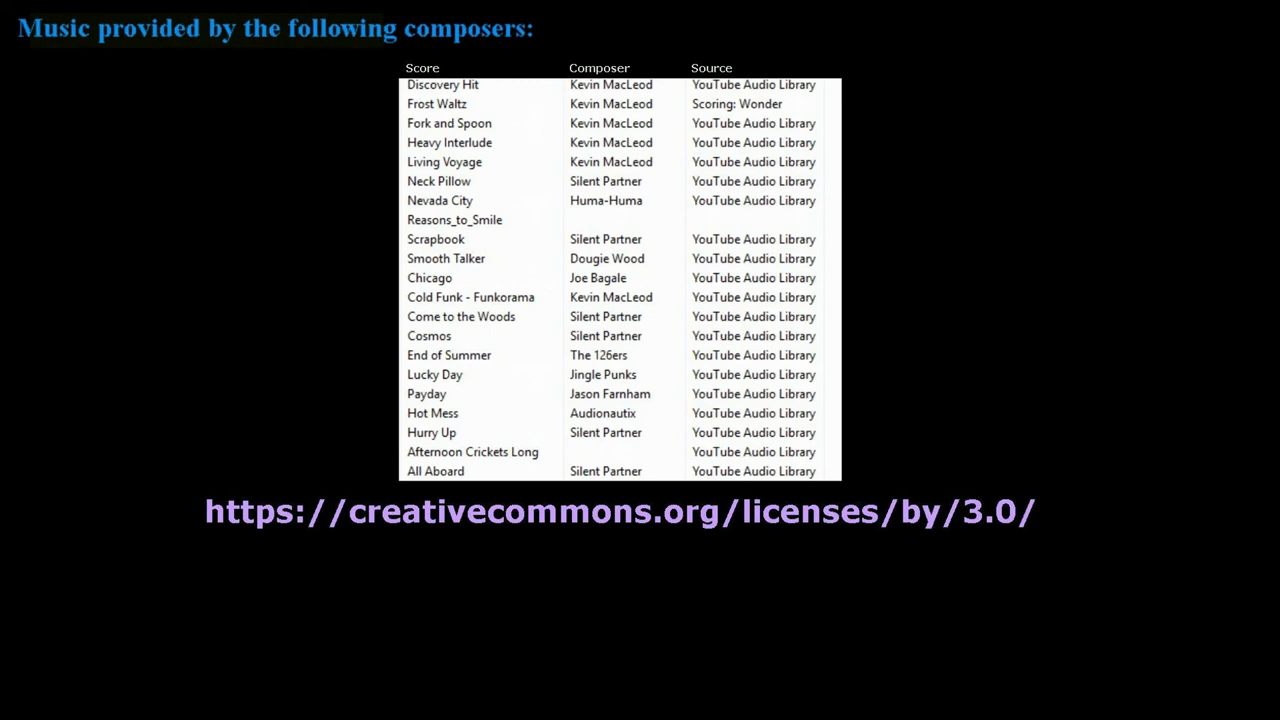 Music provided by the following composers:
Score Composer Source
Discovery Hit Kevin MacLeod YouTube Audio Library
Frost Waltz Kevin MacLeod Scoring: Wonder
Fork and Spoon Kevin MacLeod YouTube Audio Library
Heavy Interlude Kevin MacLeod YouTube Audio Library
Living Voyage Kevin MacLeod YouTube Audio Library
Neck Pillow Silent Partner YouTube Audio Library
Nevada City Huma-Huma YouTube Audio Library
Reasons_to_Smile
Scrapbook Silent Partner YouTube Audio Library
Smooth Talker Dougie Wood YouTube Audio Library
Chicago Joe Bagale YouTube Audio Library
Cold Funk - Funkorama Kevin MacLeod YouTube Audio Library
Come to the Woods Silent Partner YouTube Audio Library
Cosmos Silent Partner YouTube Audio Library
End of Summer The 126ers YouTube Audio Library
Lucky Day Jingle Punks YouTube Audio Library
Payday Jason Farnham YouTube Audio Library
Hot Mess Audionautix YouTube Audio Library
Hurry Up Silent Partner YouTube Audio Library
Afternoon Crickets Long YouTube Audio Library
All Aboard Silent Partner YouTube Audio Library
https://creativecommons.org/licenses/by/3.0/